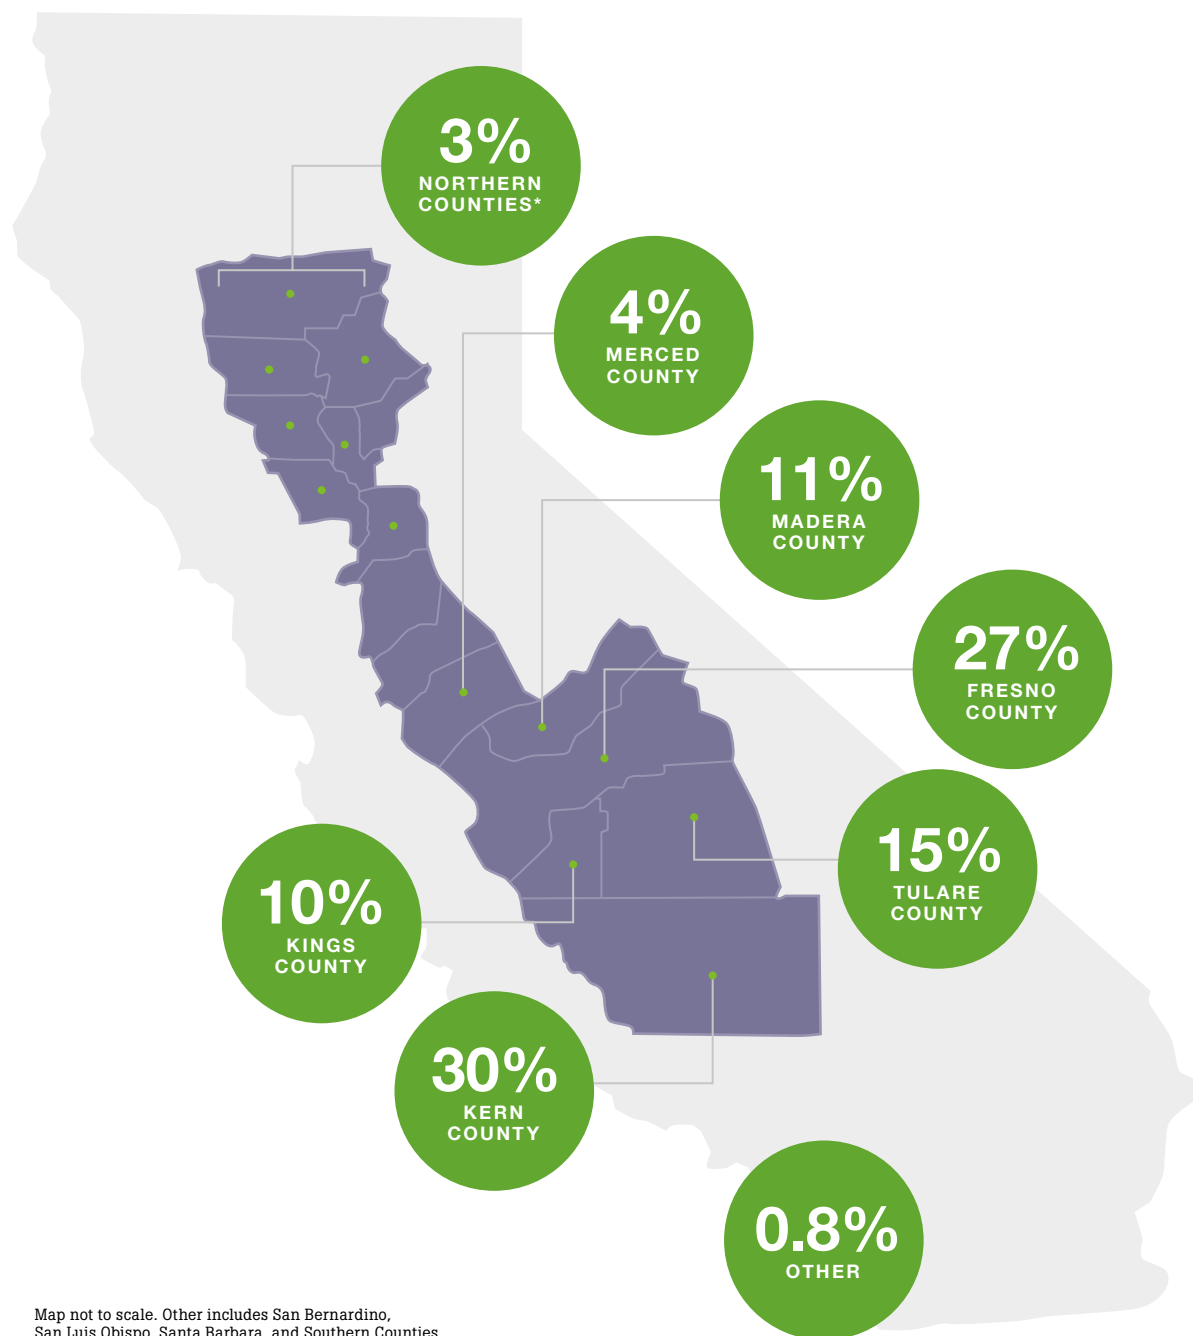 3%
NORTHERN
COUNTIES*
4%
MERCED
COUNTY
11%
MADERA
COUNTY
27%
FRESNO
COUNTY
15%
TULARE
COUNTY
10%
KINGS
COUNTY
30%
KERN
COUNTY
0.8%
OTHER
Map not to scale. Other includes San Bernardino,
San Luis Obispo, Santa Barbara, and Southern Counties